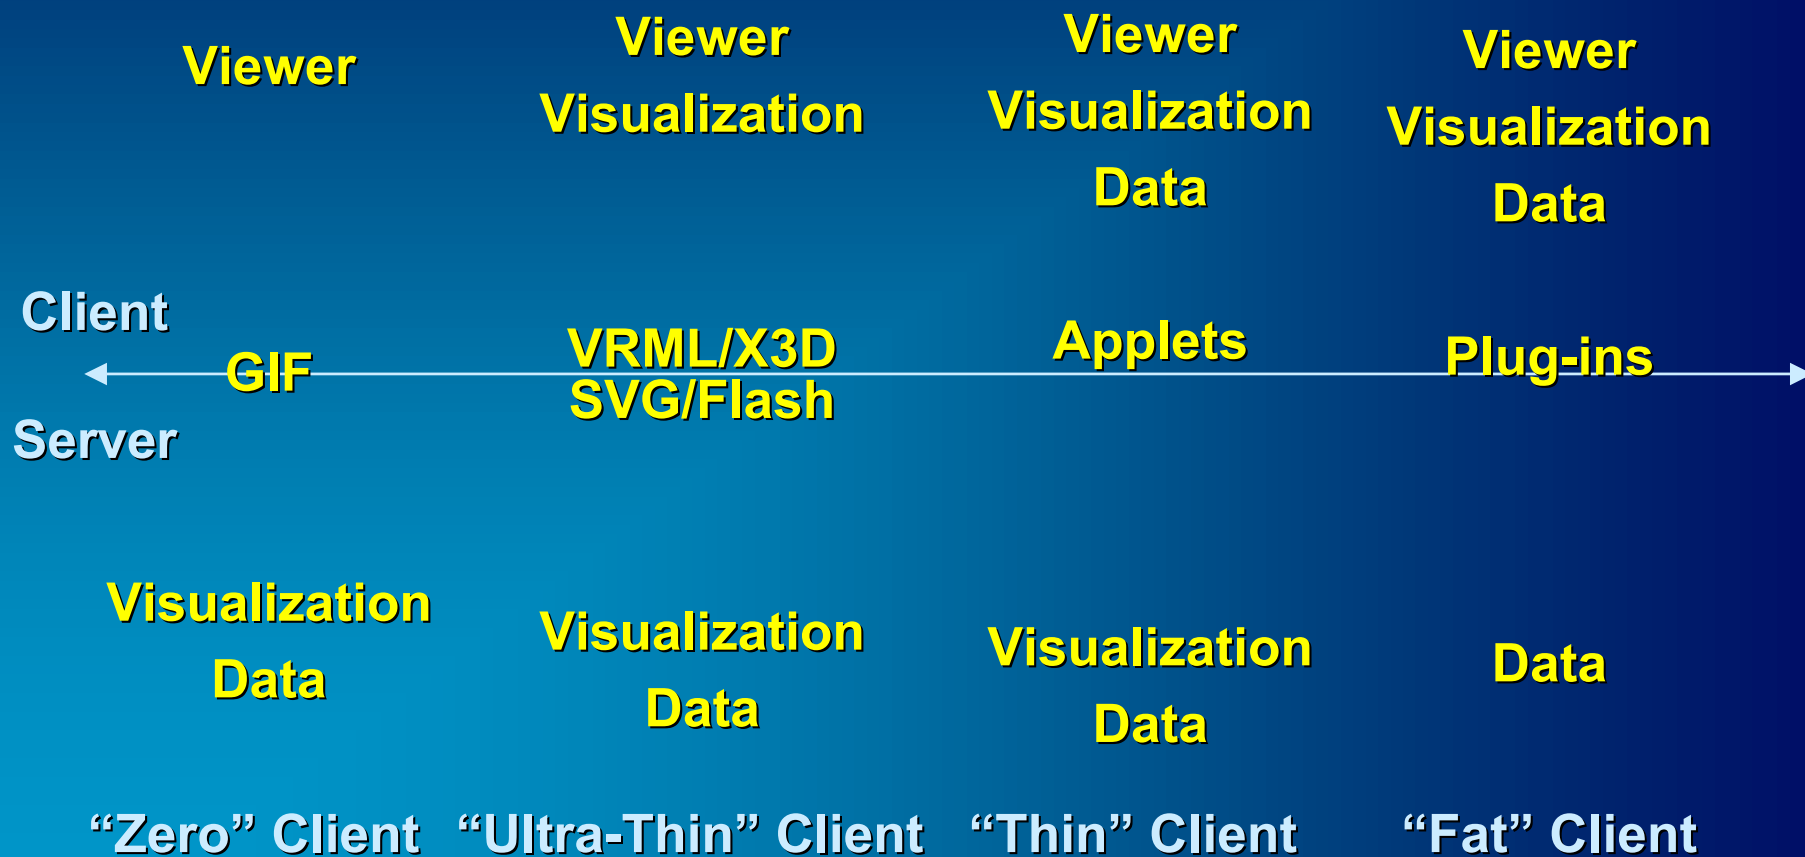 Viewer
Viewer
Visualization
Viewer
Visualization
Data
Viewer
Visualization
Data
Client
Server
GIF
VRML/X3D
SVG/Flash
Applets
Plug-ins
Visualization
Data
Visualization
Data
Visualization
Data
Data
“Zero” Client
“Ultra-Thin” Client
“Thin” Client
“Fat” Client